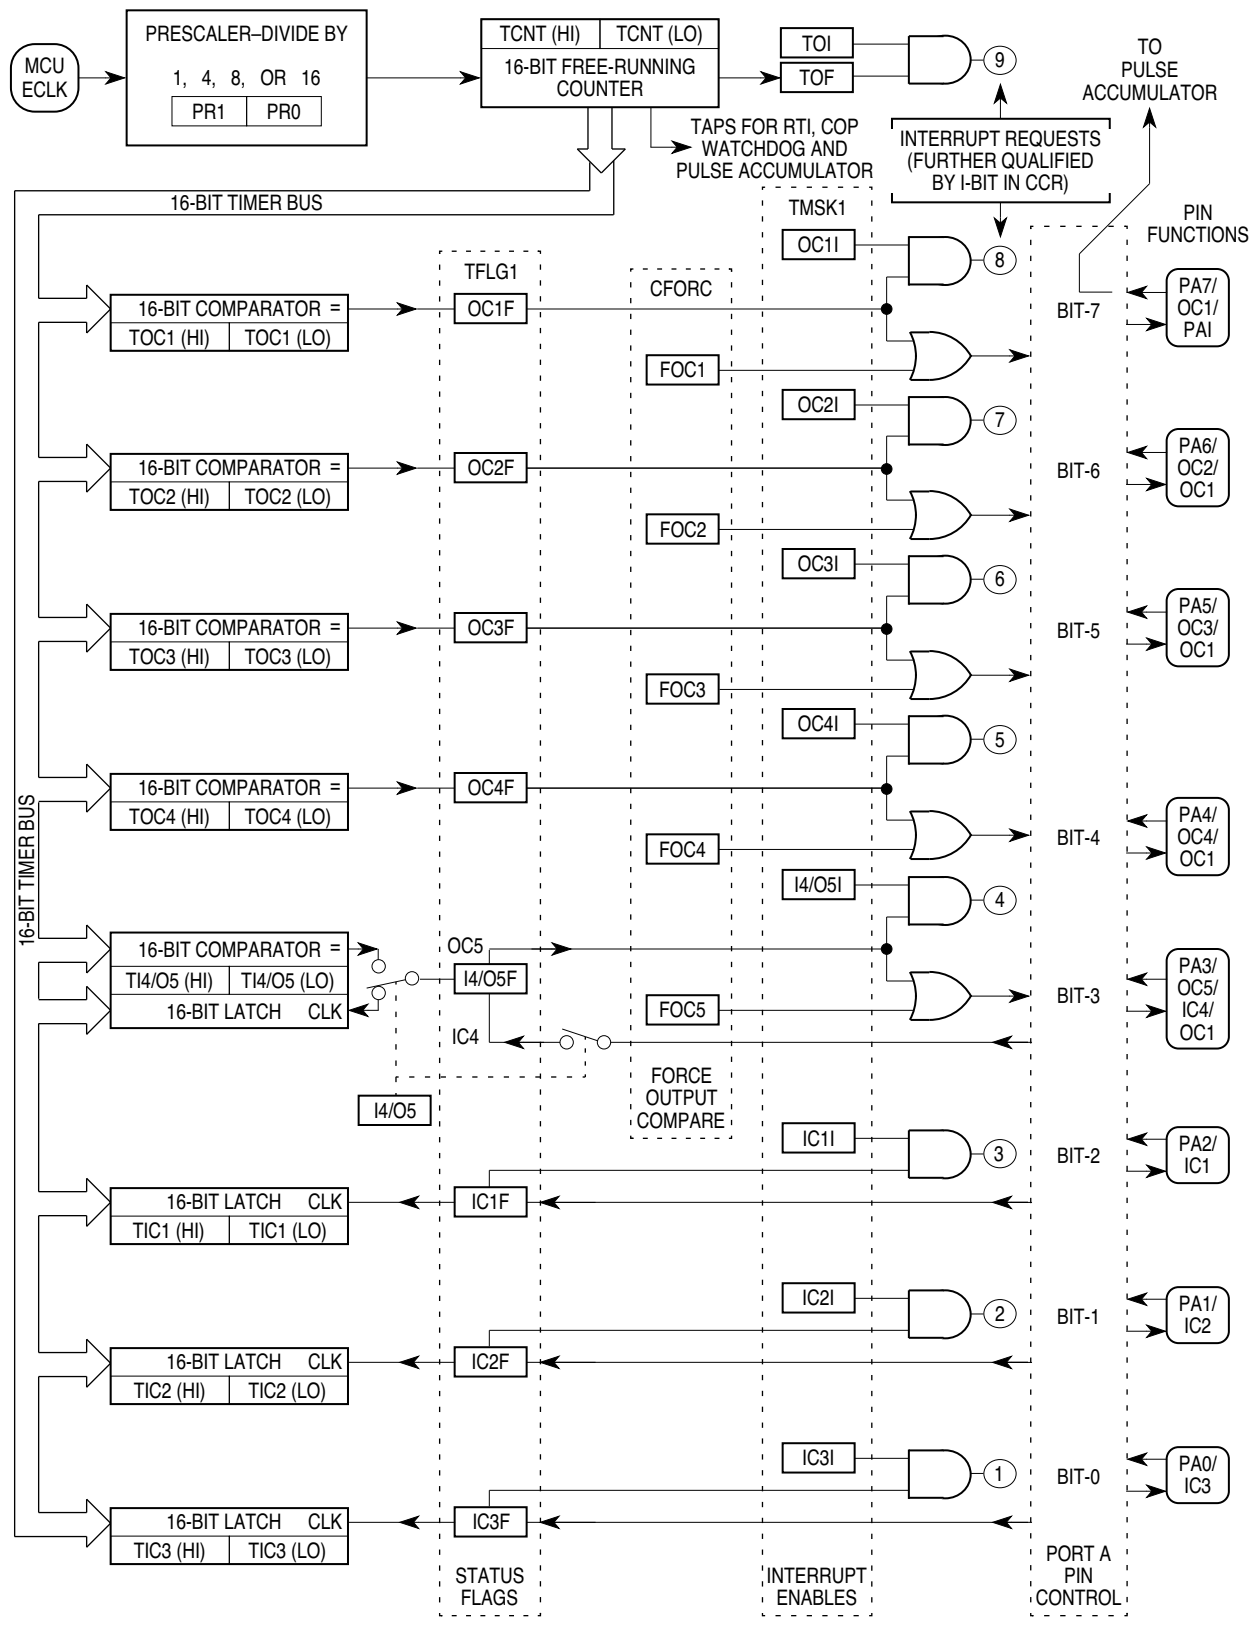 MCU
ECLK
PRESCALER–DIVIDE BY
1, 4, 8, OR 16
PR1 PR0
TCNT (HI) TCNT (LO)
16-BIT FREE-RUNNING
COUNTER
TOI
TOF
9
TO
PULSE
ACCUMULATOR
TAPS FOR RTI, COP
WATCHDOG AND
PULSE ACCUMULATOR
INTERRUPT REQUESTS
(FURTHER QUALIFIED
BY I-BIT IN CCR)
16-BIT TIMER BUS
16-BIT TIMER BUS
TFLG1
CFORC
TMSK1
PIN
FUNCTIONS
OC1I
8
16-BIT COMPARATOR =
TOC1 (HI) TOC1 (LO)
OC1F
FOC1
BIT-7
PA7/
OC1/
PAI
OC2I
7
16-BIT COMPARATOR =
TOC2 (HI) TOC2 (LO)
OC2F
FOC2
BIT-6
PA6/
OC2/
OC1
OC3I
6
16-BIT COMPARATOR =
TOC3 (HI) TOC3 (LO)
OC3F
FOC3
BIT-5
PA5/
OC3/
OC1
OC4I
5
16-BIT COMPARATOR =
TOC4 (HI) TOC4 (LO)
OC4F
FOC4
BIT-4
PA4/
OC4/
OC1
I4/O5I
4
16-BIT COMPARATOR =
TI4/O5 (HI) TI4/O5 (LO)
16-BIT LATCH CLK
OC5
I4/O5F
IC4
FOC5
BIT-3
PA3/
OC5/
IC4/
OC1
I4/O5
FORCE
OUTPUT
COMPARE
IC1I
3
BIT-2
PA2/
IC1
16-BIT LATCH CLK
TIC1 (HI) TIC1 (LO)
IC1F
IC2I
2
BIT-1
PA1/
IC2
16-BIT LATCH CLK
TIC2 (HI) TIC2 (LO)
IC2F
IC3I
1
BIT-0
PA0/
IC3
16-BIT LATCH CLK
TIC3 (HI) TIC3 (LO)
IC3F
STATUS
FLAGS
INTERRUPT
ENABLES
PORT A
PIN
CONTROL